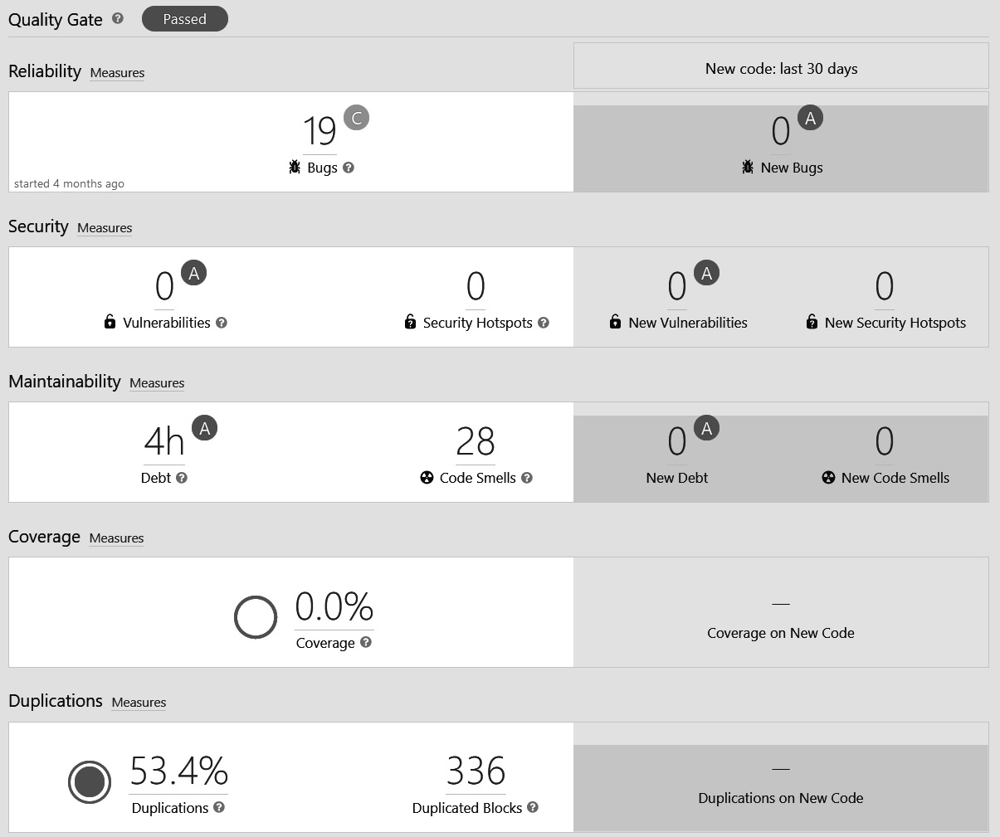 Quality Gate ? Passed
Reliability Measures
New code: last 30 days
19 C
Bugs ?
started 4 months ago
0 A
New Bugs
Security Measures
0 A
Vulnerabilities ?
0
Security Hotspots ?
0 A
New Vulnerabilities
0
New Security Hotspots
Maintainability Measures
4h A
Debt ?
28
Code Smells ?
0 A
New Debt
0
New Code Smells
Coverage Measures
0.0%
Coverage ?
—
Coverage on New Code
Duplications Measures
53.4%
Duplications ?
336
Duplicated Blocks ?
—
Duplications on New Code